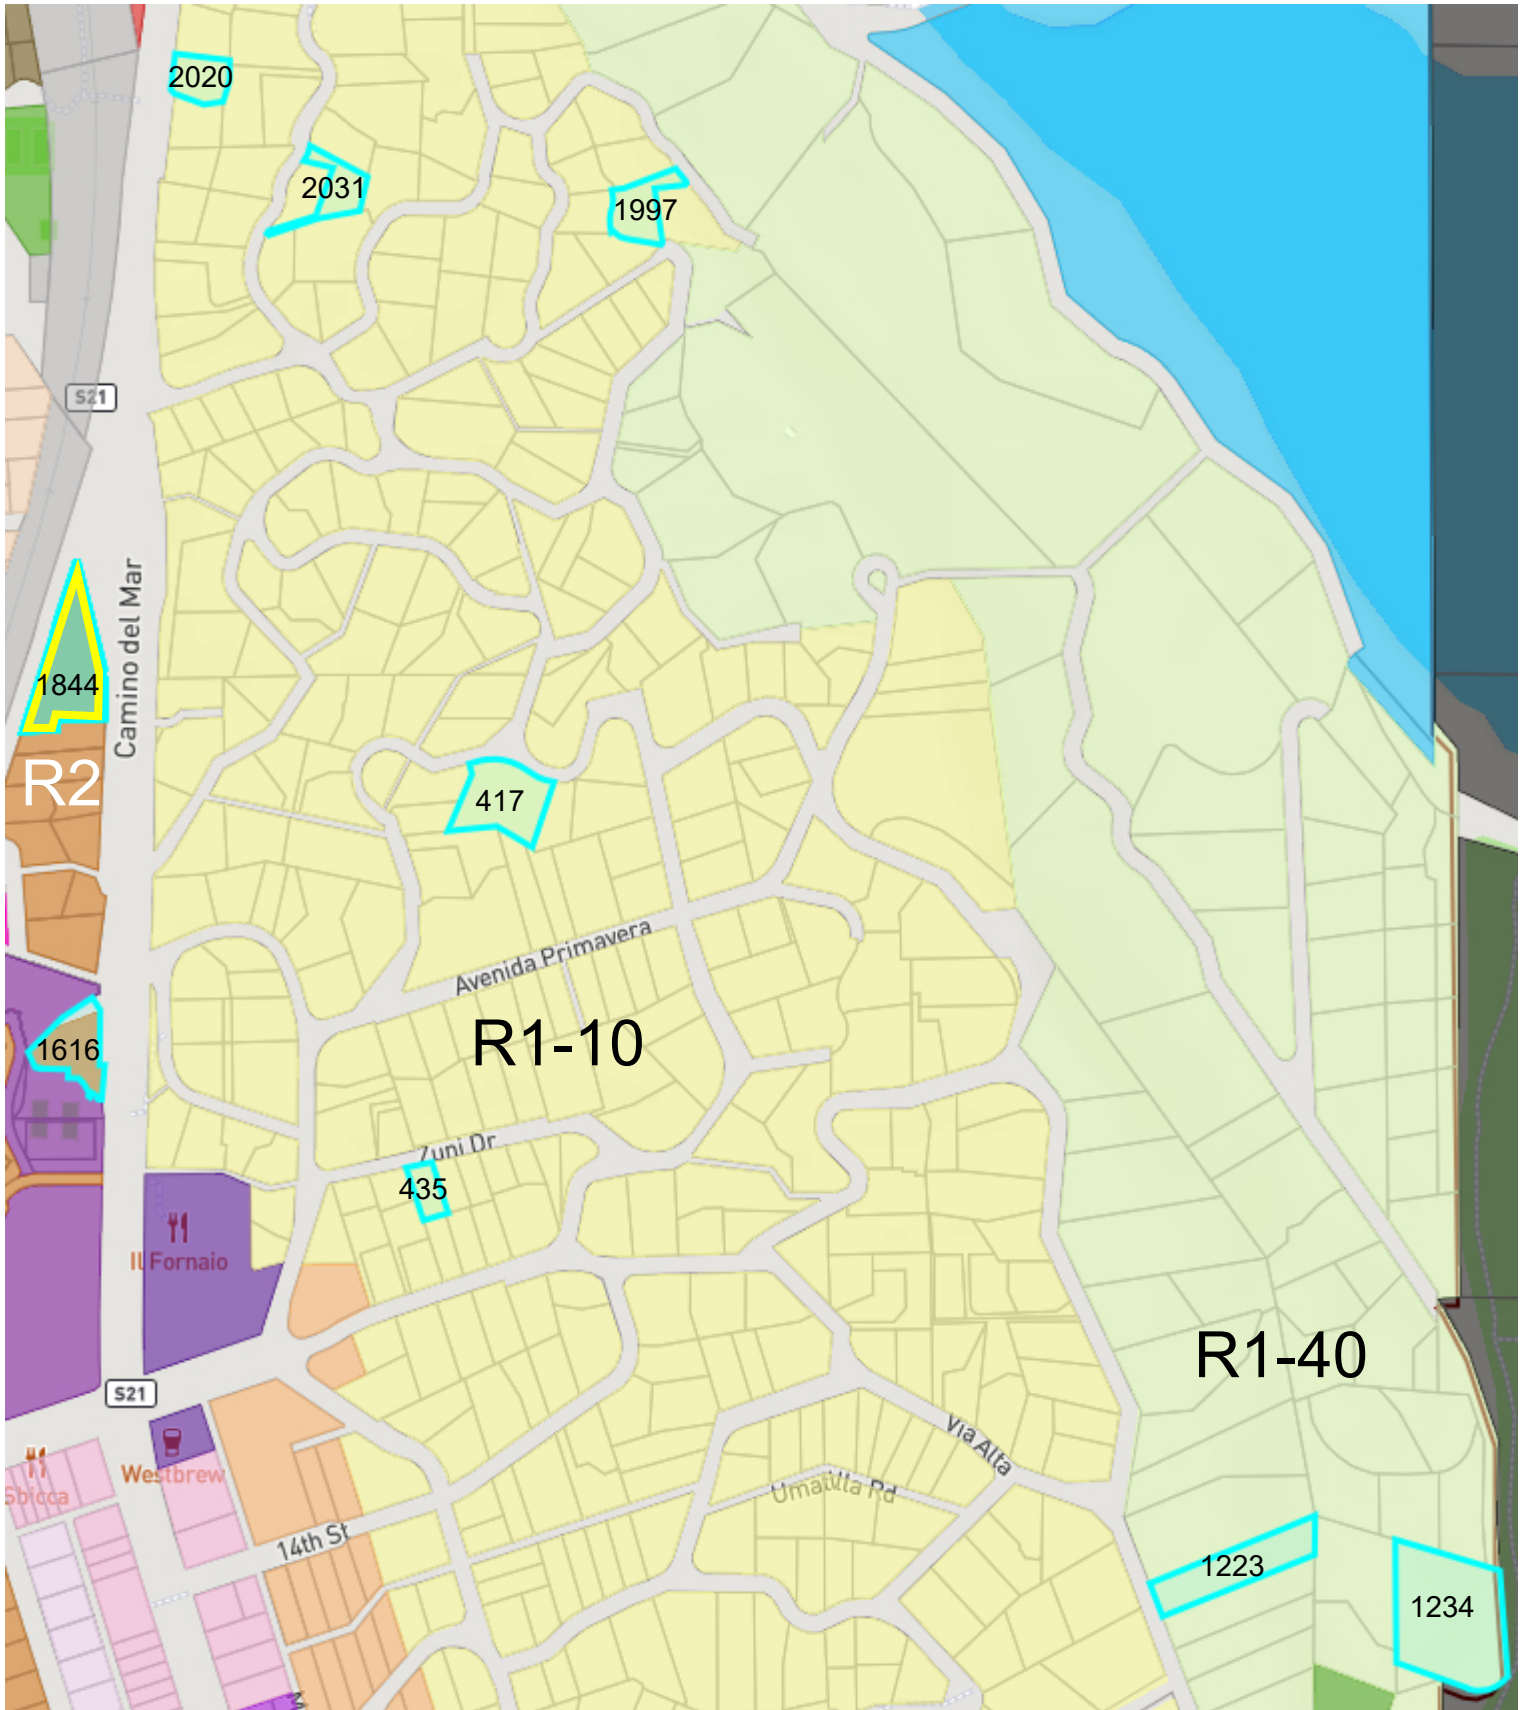 2020
2031
1997
S21
Camino del Mar
1844
R2
417
Avenida Primavera
R1-10
1616
Zuni Dr
435
Il Fornaio
R1-40
S21
Via Alta
Westbrew
Sbicca
Umatilla Rd
14th St
1223
1234